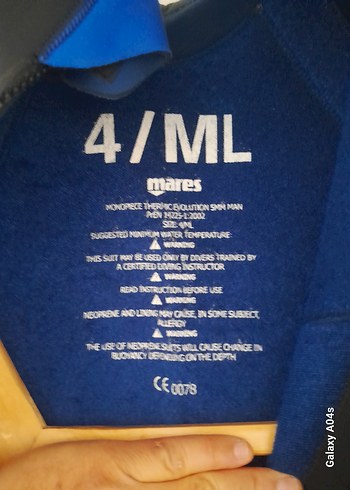 4/ML
mares
MONOPIECE THERMIC EVOLUTION 5MM MAN
PrEN 14225-1:2002
SIZE: 4/ML
SUGGESTED MINIMUM WATER TEMPERATURE:
WARNING
THIS SUIT MAY BE USED ONLY BY DIVERS TRAINED BY
A CERTIFIED DIVING INSTRUCTOR
WARNING
READ INSTRUCTION BEFORE USE
WARNING
NEOPRENE AND LINING MAY CAUSE, IN SOME SUBJECT,
ALLERGY
WARNING
THE USE OF NEOPRENE SUITS WILL CAUSE CHANGE IN
BUOYANCY DEPENDING ON THE DEPTH
CE 0078
Galaxy A04s